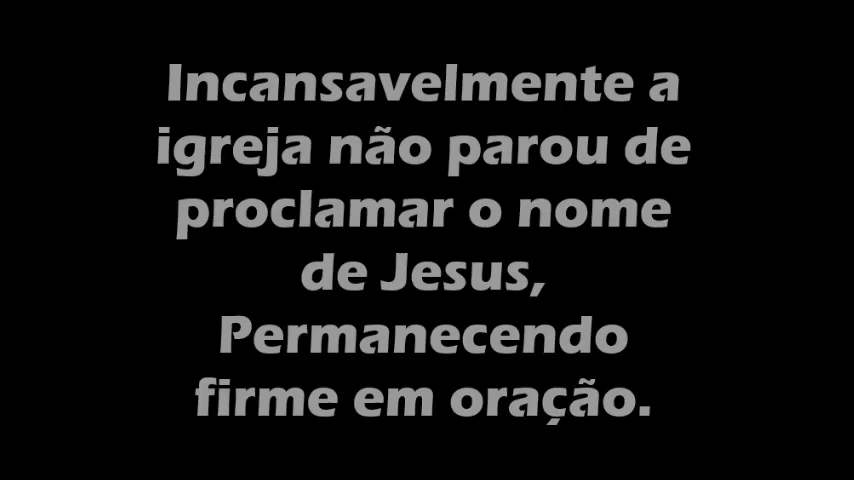 Incansavelmente a
igreja não parou de
proclamar o nome
de Jesus,
Permanecendo
firme em oração.